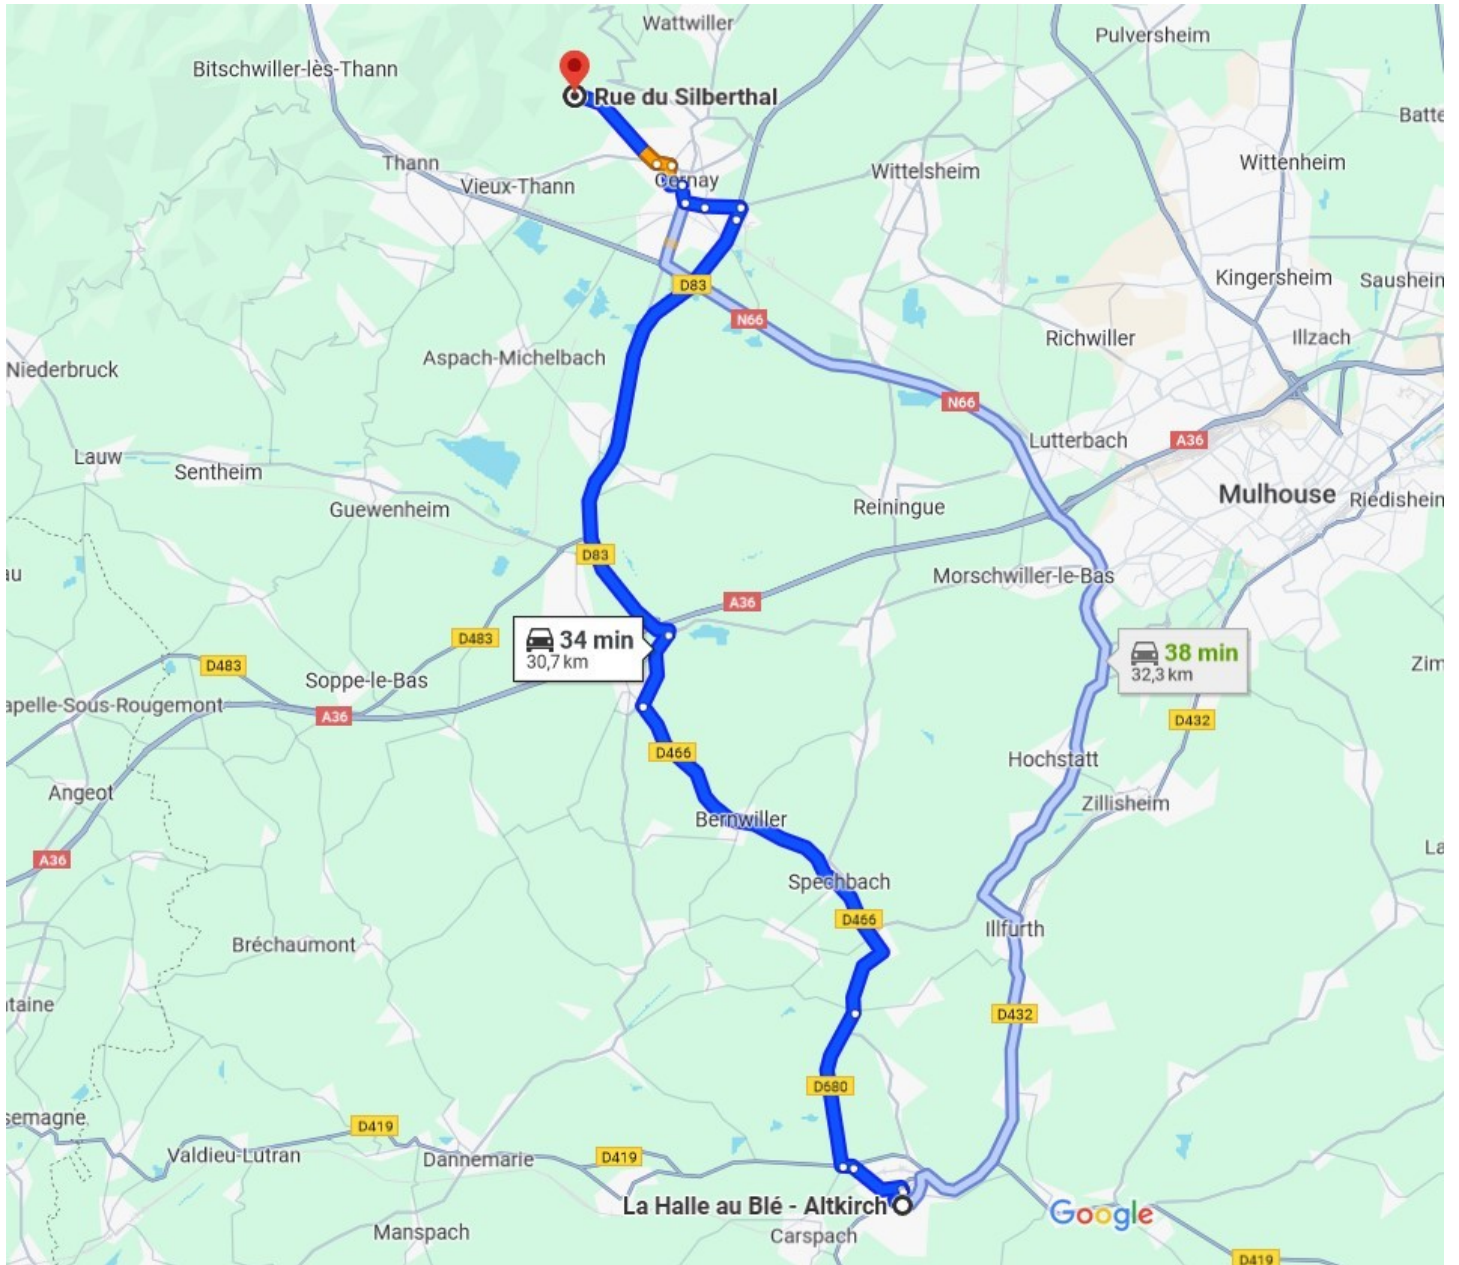 Wattwiller
Pulversheim
Bitschwiller-lès-Thann
Rue du Silberthal
Batte
Thann
Wittenheim
Vieux-Thann
Cernay
Wittelsheim
D83
Kingersheim
Sausheim
N66
Richwiller
Illzach
Aspach-Michelbach
Niederbruck
N66
Lutterbach
A36
Lauw
Sentheim
Mulhouse
Riedisheim
Guewenheim
Reiningue
D83
au
Morschwiller-le-Bas
A36
D483
34 min
30,7 km
38 min
32,3 km
D483
Zim
Soppe-le-Bas
apelle-Sous-Rougemont
A36
D432
D466
Hochstatt
Angeot
Zillisheim
Bernwiller
A36
La
Spechbach
D466
Illfurth
Bréchaumont
ntaine
D432
D680
semagne
D419
Valdieu-Lutran
Dannemarie
D419
La Halle au Blé - Altkirch
Google
Manspach
Carspach
D419